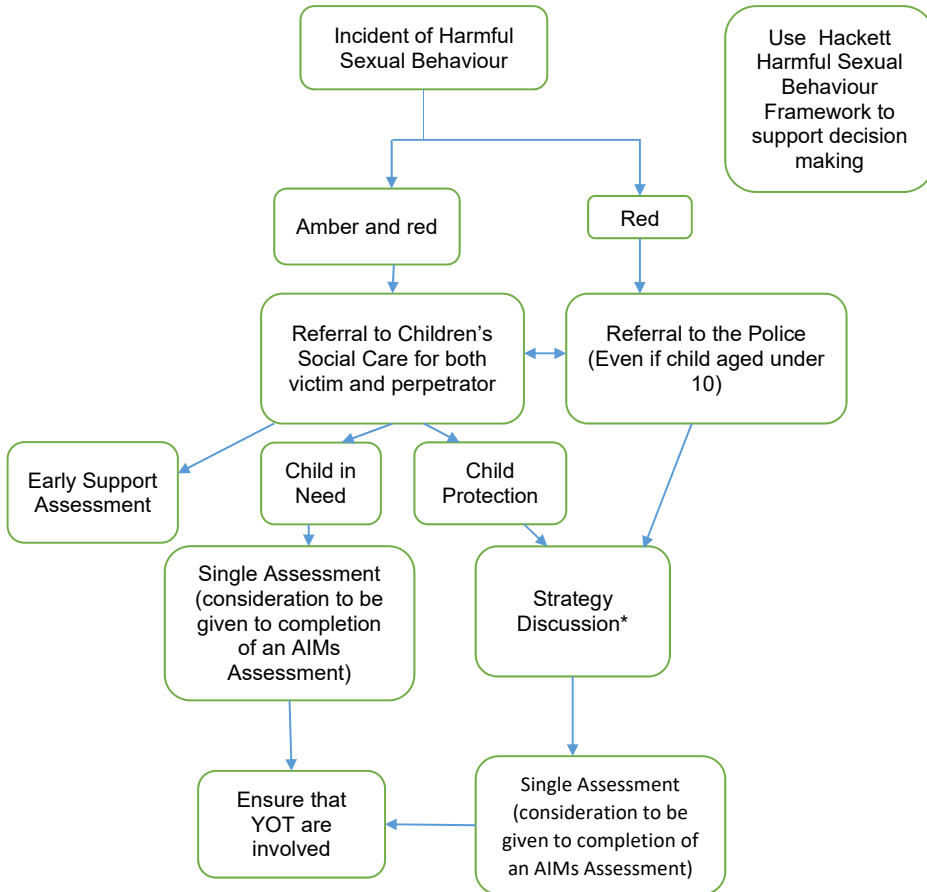 Incident of Harmful
Sexual Behaviour
Use Hackett
Harmful Sexual
Behaviour
Framework to
support decision
making
Amber and red
Red
Referral to Children’s
Social Care for both
victim and perpetrator
Referral to the Police
(Even if child aged under
10)
Early Support
Assessment
Child in
Need
Child
Protection
Single Assessment
(consideration to be
given to completion
of an AIMs
Assessment)
Strategy
Discussion*
Ensure that
YOT are
involved
Single Assessment
(consideration to be
given to completion of
an AIMs Assessment)